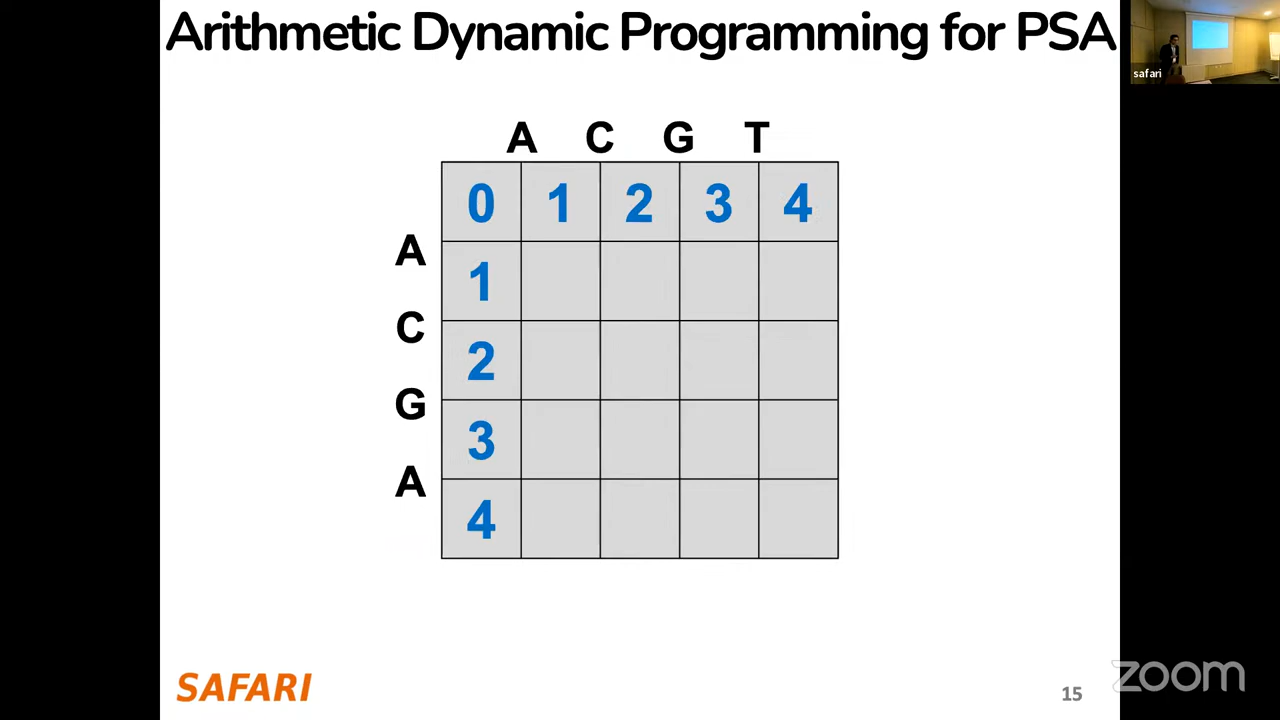 Arithmetic Dynamic Programming for PSA
safari
A C G T
0 1 2 3 4
A
1
C
2
G
3
A
4
SAFARI
15
zoom